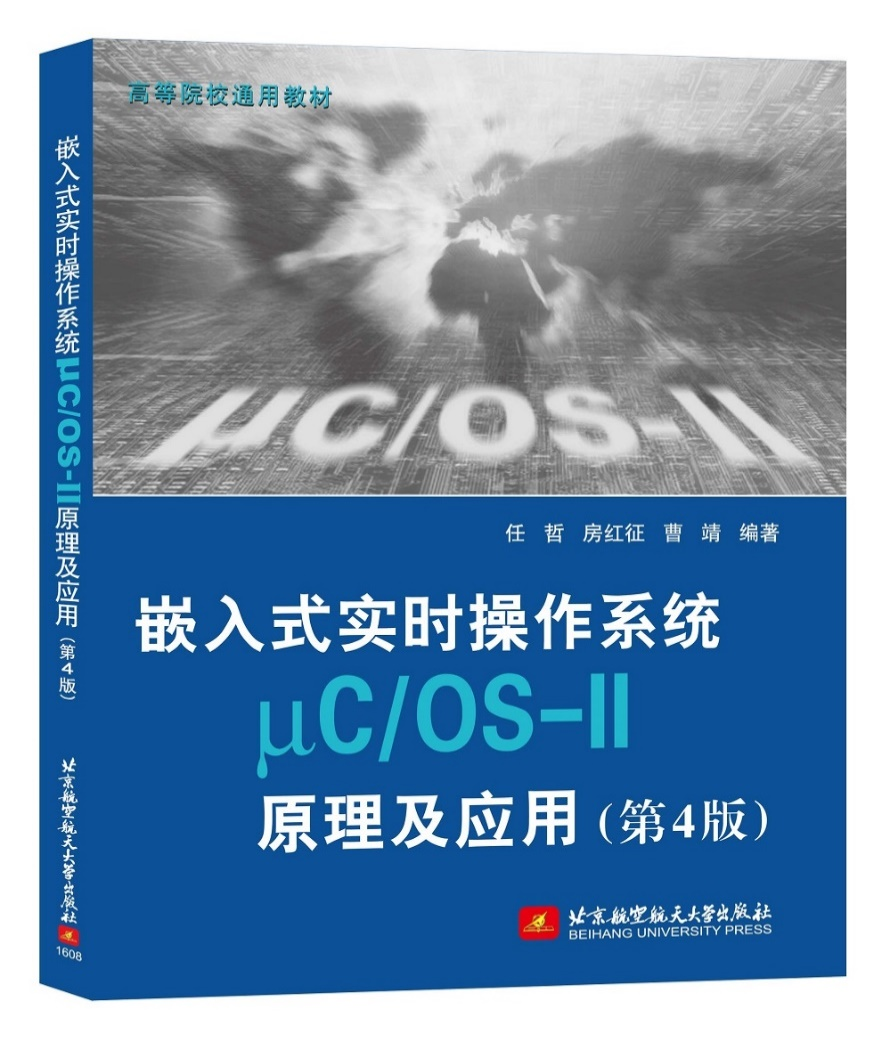 高等院校通用教材
μC/OS-II
任 哲 房红征 曹 靖 编著
嵌入式实时操作系统
μC/OS-II
原理及应用(第4版)
北京航空航天大学出版社
BEIHANG UNIVERSITY PRESS
嵌入式实时操作系统μC/OS-II原理及应用(第4版)
北京航空航天大学出版社
1608